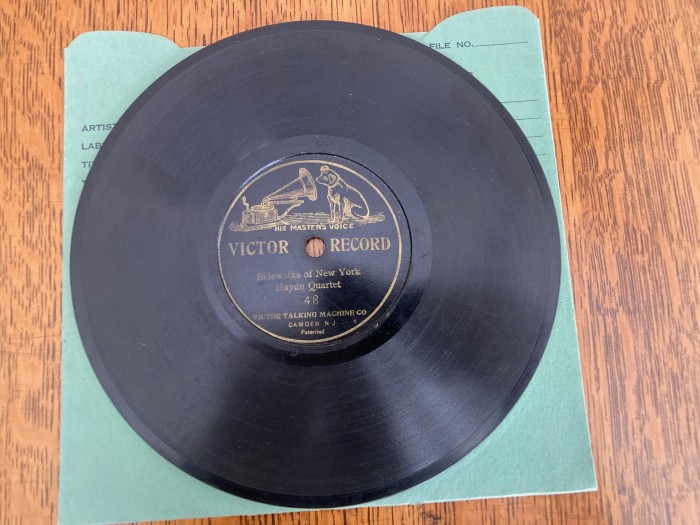 FILE NO.
ARTIS
LAB
TI
HIS MASTER'S VOICE
VICTOR RECORD
Sidewalks of New York
Haydn Quartet
48
VICTOR TALKING MACHINE CO
CAMDEN N J
Patented